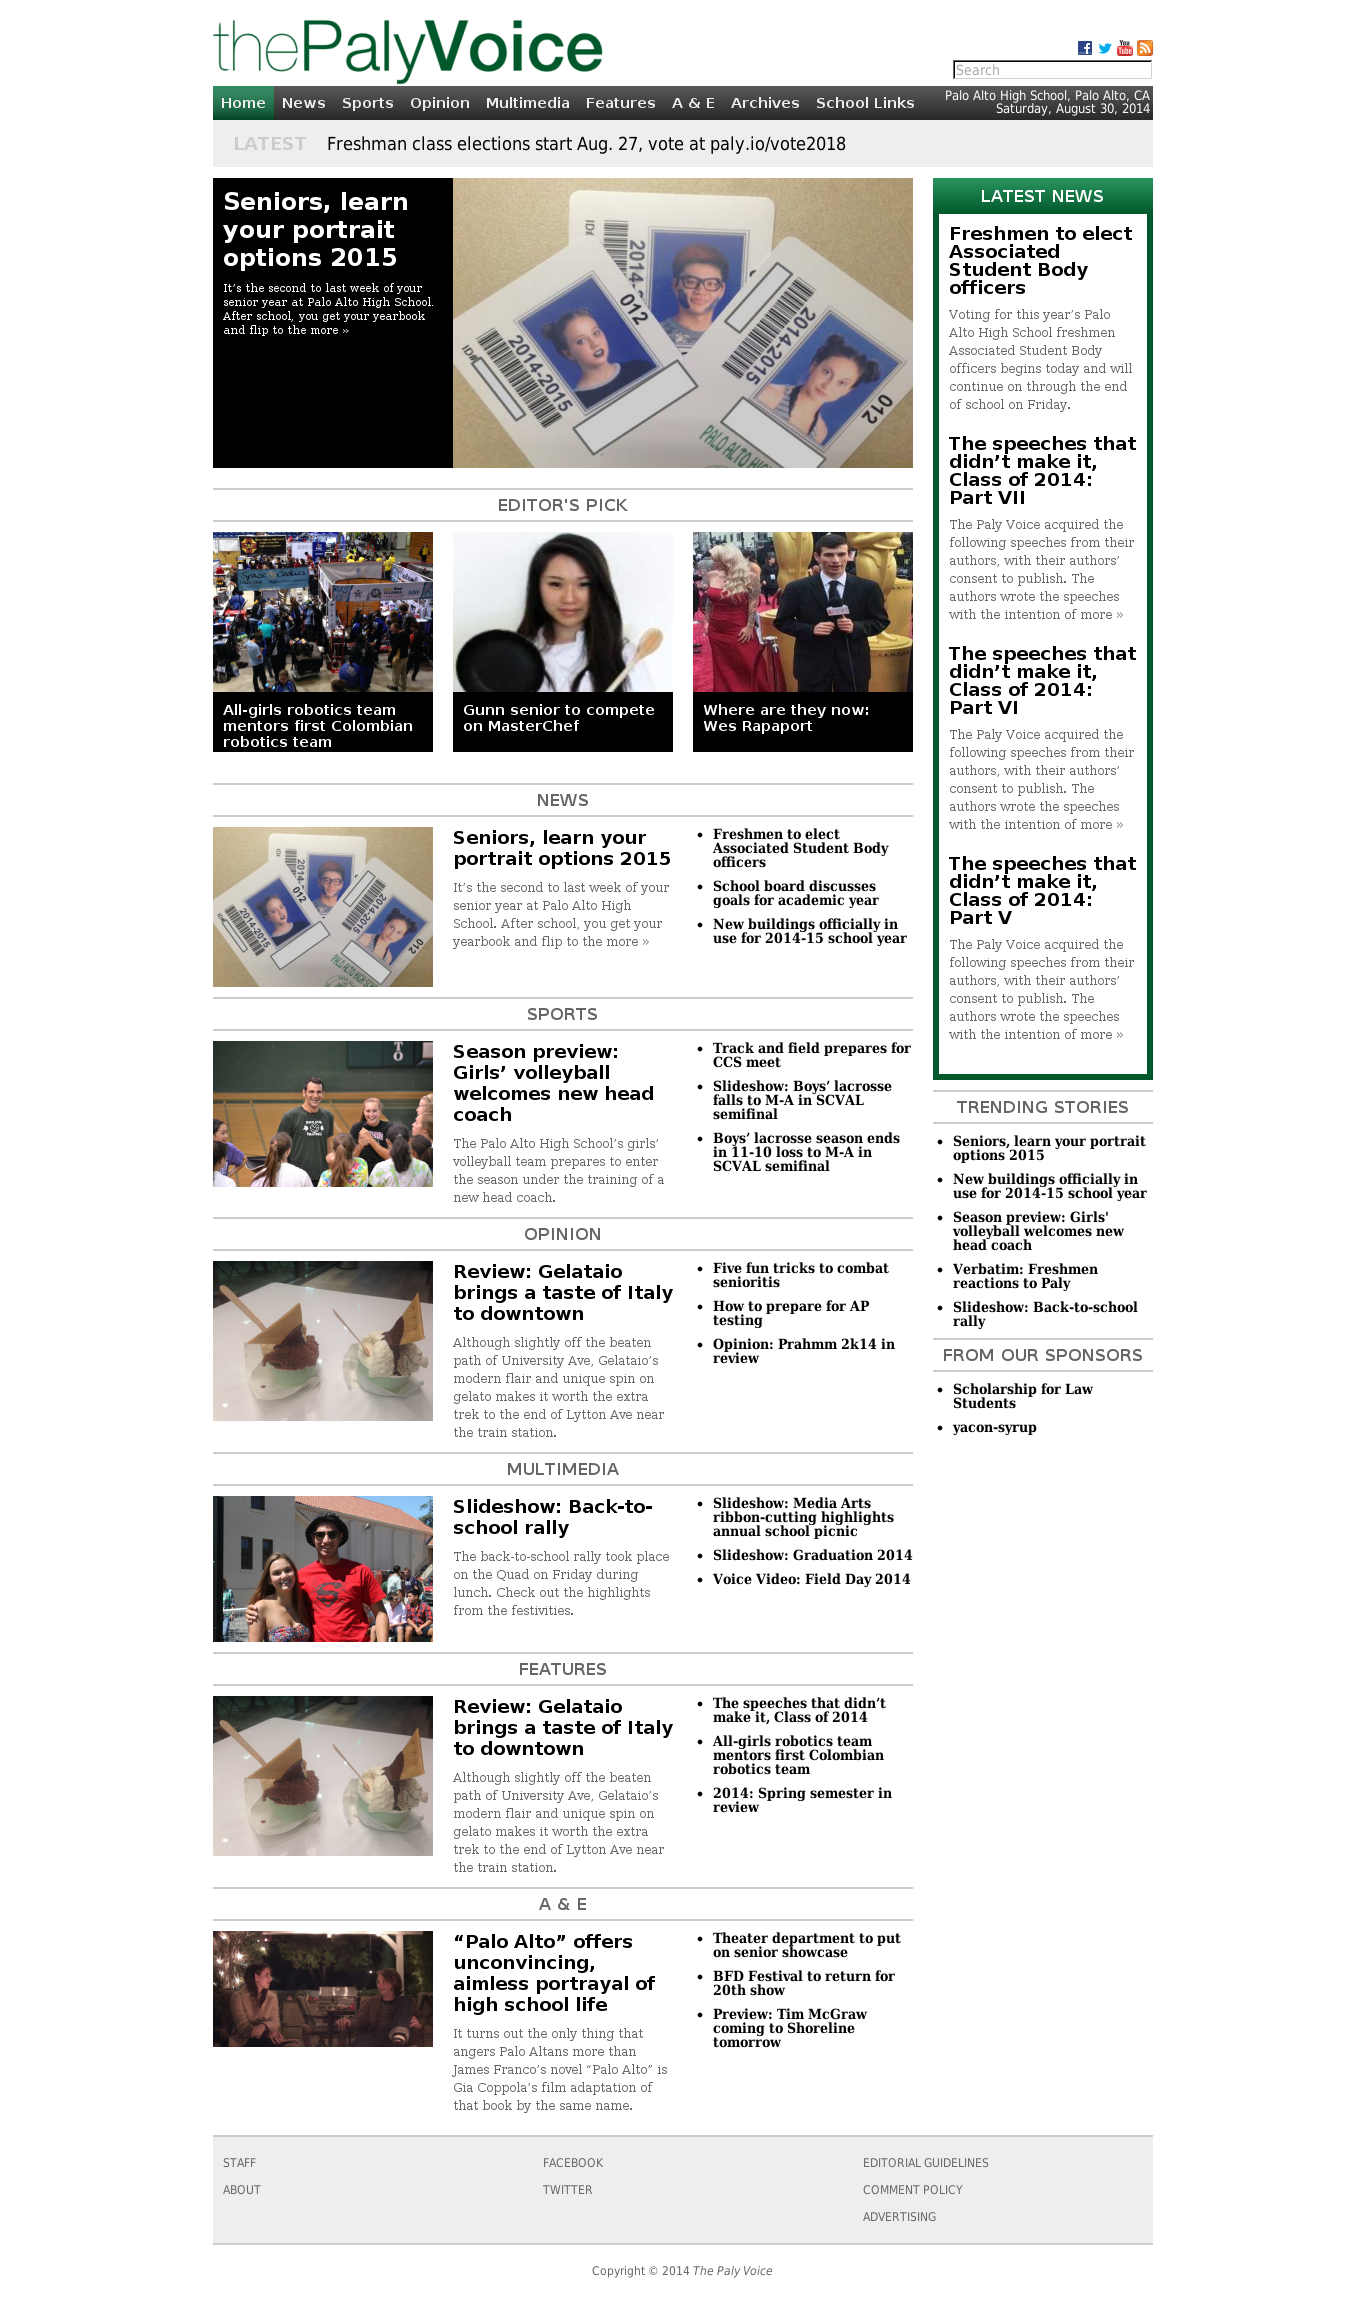 thePalyVoice
Search
Home News Sports Opinion Multimedia Features A & E Archives School Links
Palo Alto High School, Palo Alto, CA
Saturday, August 30, 2014
LATEST Freshman class elections start Aug. 27, vote at paly.io/vote2018
Seniors, learn
your portrait
options 2015
It’s the second to last week of your
senior year at Palo Alto High School.
After school, you get your yearbook
and flip to the more »
012
2014-2015
2014-2015
012
PALO ALTO HIGH
EDITOR'S PICK
All-girls robotics team
mentors first Colombian
robotics team
Gunn senior to compete
on MasterChef
Where are they now:
Wes Rapaport
NEWS
Seniors, learn your
portrait options 2015
It’s the second to last week of your
senior year at Palo Alto High
School. After school, you get your
yearbook and flip to the more »
• Freshmen to elect
Associated Student Body
officers
• School board discusses
goals for academic year
• New buildings officially in
use for 2014-15 school year
SPORTS
Season preview:
Girls’ volleyball
welcomes new head
coach
The Palo Alto High School’s girls’
volleyball team prepares to enter
the season under the training of a
new head coach.
• Track and field prepares for
CCS meet
• Slideshow: Boys’ lacrosse
falls to M-A in SCVAL
semifinal
• Boys’ lacrosse season ends
in 11-10 loss to M-A in
SCVAL semifinal
OPINION
Review: Gelataio
brings a taste of Italy
to downtown
Although slightly off the beaten
path of University Ave, Gelataio’s
modern flair and unique spin on
gelato makes it worth the extra
trek to the end of Lytton Ave near
the train station.
• Five fun tricks to combat
senioritis
• How to prepare for AP
testing
• Opinion: Prahmm 2k14 in
review
MULTIMEDIA
Slideshow: Back-to-
school rally
The back-to-school rally took place
on the Quad on Friday during
lunch. Check out the highlights
from the festivities.
• Slideshow: Media Arts
ribbon-cutting highlights
annual school picnic
• Slideshow: Graduation 2014
• Voice Video: Field Day 2014
FEATURES
Review: Gelataio
brings a taste of Italy
to downtown
Although slightly off the beaten
path of University Ave, Gelataio’s
modern flair and unique spin on
gelato makes it worth the extra
trek to the end of Lytton Ave near
the train station.
• The speeches that didn’t
make it, Class of 2014
• All-girls robotics team
mentors first Colombian
robotics team
• 2014: Spring semester in
review
A & E
“Palo Alto” offers
unconvincing,
aimless portrayal of
high school life
It turns out the only thing that
angers Palo Altans more than
James Franco’s novel “Palo Alto” is
Gia Coppola’s film adaptation of
that book by the same name.
• Theater department to put
on senior showcase
• BFD Festival to return for
20th show
• Preview: Tim McGraw
coming to Shoreline
tomorrow
LATEST NEWS
Freshmen to elect
Associated
Student Body
officers
Voting for this year’s Palo
Alto High School freshmen
Associated Student Body
officers begins today and will
continue on through the end
of school on Friday.
The speeches that
didn’t make it,
Class of 2014:
Part VII
The Paly Voice acquired the
following speeches from their
authors, with their authors’
consent to publish. The
authors wrote the speeches
with the intention of more »
The speeches that
didn’t make it,
Class of 2014:
Part VI
The Paly Voice acquired the
following speeches from their
authors, with their authors’
consent to publish. The
authors wrote the speeches
with the intention of more »
The speeches that
didn’t make it,
Class of 2014:
Part V
The Paly Voice acquired the
following speeches from their
authors, with their authors’
consent to publish. The
authors wrote the speeches
with the intention of more »
TRENDING STORIES
• Seniors, learn your portrait
options 2015
• New buildings officially in
use for 2014-15 school year
• Season preview: Girls'
volleyball welcomes new
head coach
• Verbatim: Freshmen
reactions to Paly
• Slideshow: Back-to-school
rally
FROM OUR SPONSORS
• Scholarship for Law
Students
• yacon-syrup
STAFF
ABOUT
FACEBOOK
TWITTER
EDITORIAL GUIDELINES
COMMENT POLICY
ADVERTISING
Copyright © 2014 The Paly Voice